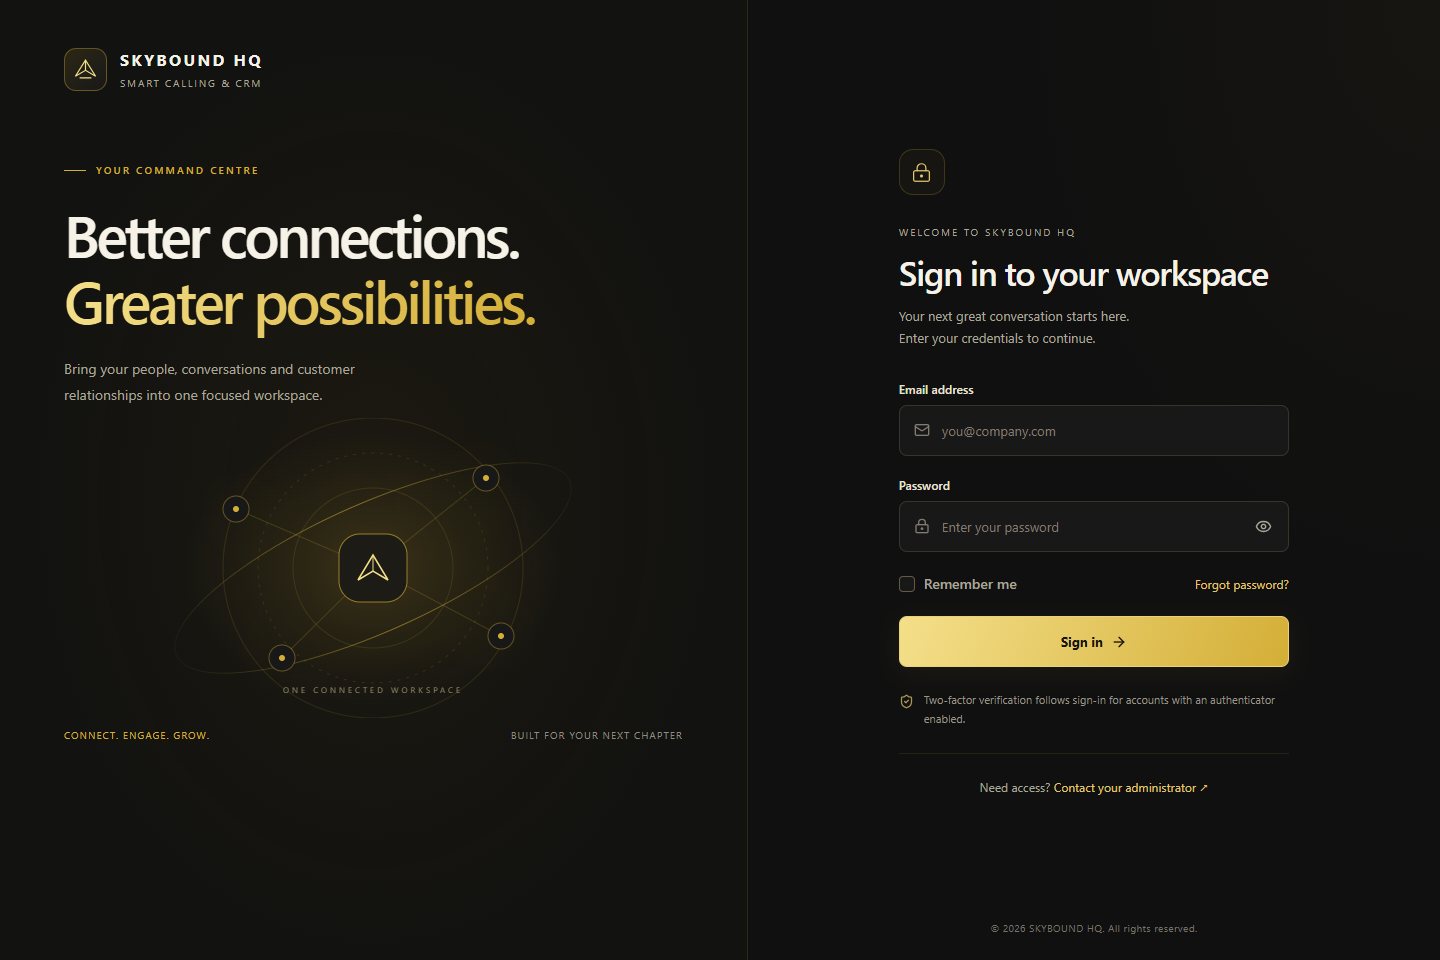 SKYBOUND HQ
SMART CALLING & CRM
YOUR COMMAND CENTRE
Better connections.
Greater possibilities.
Bring your people, conversations and customer
relationships into one focused workspace.
ONE CONNECTED WORKSPACE
CONNECT. ENGAGE. GROW.
BUILT FOR YOUR NEXT CHAPTER
WELCOME TO SKYBOUND HQ
Sign in to your workspace
Your next great conversation starts here.
Enter your credentials to continue.
Email address
you@company.com
Password
Enter your password
Remember me
Forgot password?
Sign in →
Two-factor verification follows sign-in for accounts with an authenticator
enabled.
Need access? Contact your administrator ↗
© 2026 SKYBOUND HQ. All rights reserved.